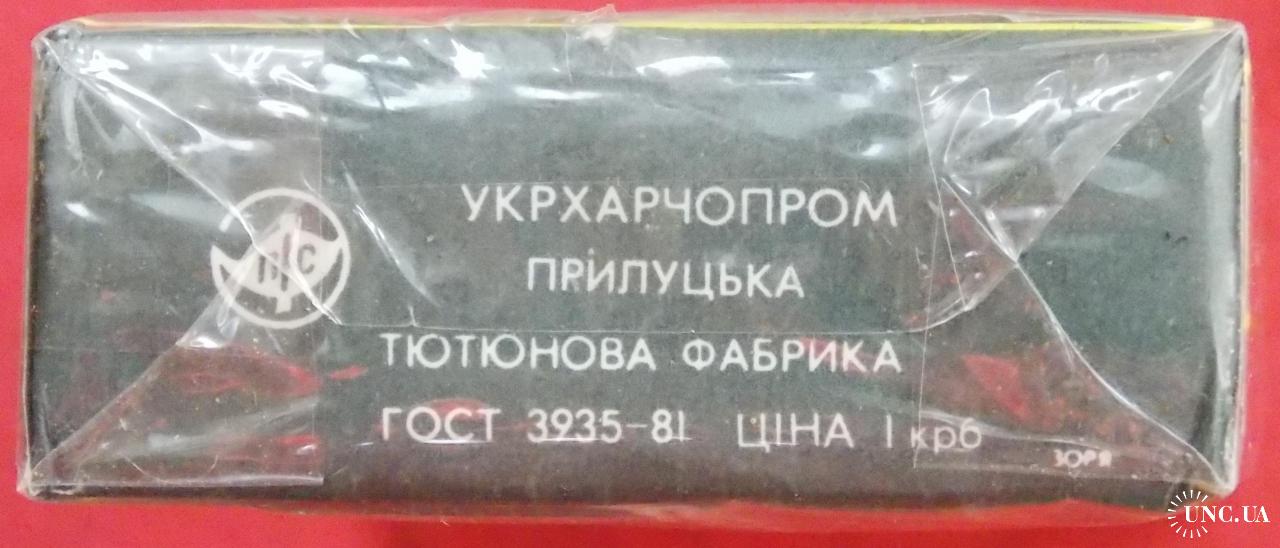 УКРХАРЧОПРОМ
ПРИЛУЦЬКА
ТЮТЮНОВА ФАБРИКА
ГОСТ 3935-81 ЦІНА 1 крб
ЗОРЯ
UNC.UA